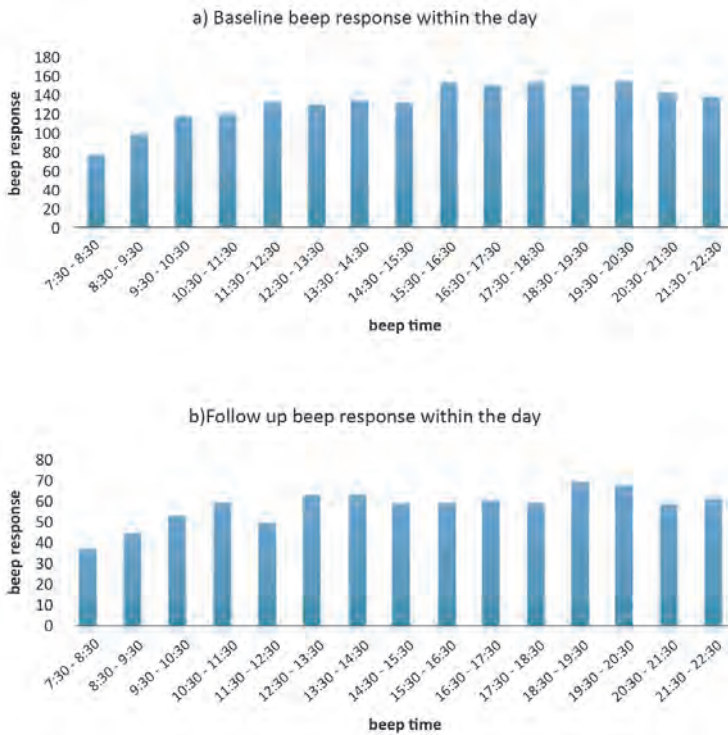 a) Baseline beep response within the day
180
160
140
120
100
80
60
40
20
0
beep response
7:30 - 8:30
8:30 - 9:30
9:30 - 10:30
10:30 - 11:30
11:30 - 12:30
12:30 - 13:30
13:30 - 14:30
14:30 - 15:30
15:30 - 16:30
16:30 - 17:30
17:30 - 18:30
18:30 - 19:30
19:30 - 20:30
20:30 - 21:30
21:30 - 22:30
beep time
b)Follow up beep response within the day
80
70
60
50
40
30
20
10
0
beep response
7:30 - 8:30
8:30 - 9:30
9:30 - 10:30
10:30 - 11:30
11:30 - 12:30
12:30 - 13:30
13:30 - 14:30
14:30 - 15:30
15:30 - 16:30
16:30 - 17:30
17:30 - 18:30
18:30 - 19:30
19:30 - 20:30
20:30 - 21:30
21:30 - 22:30
beep time